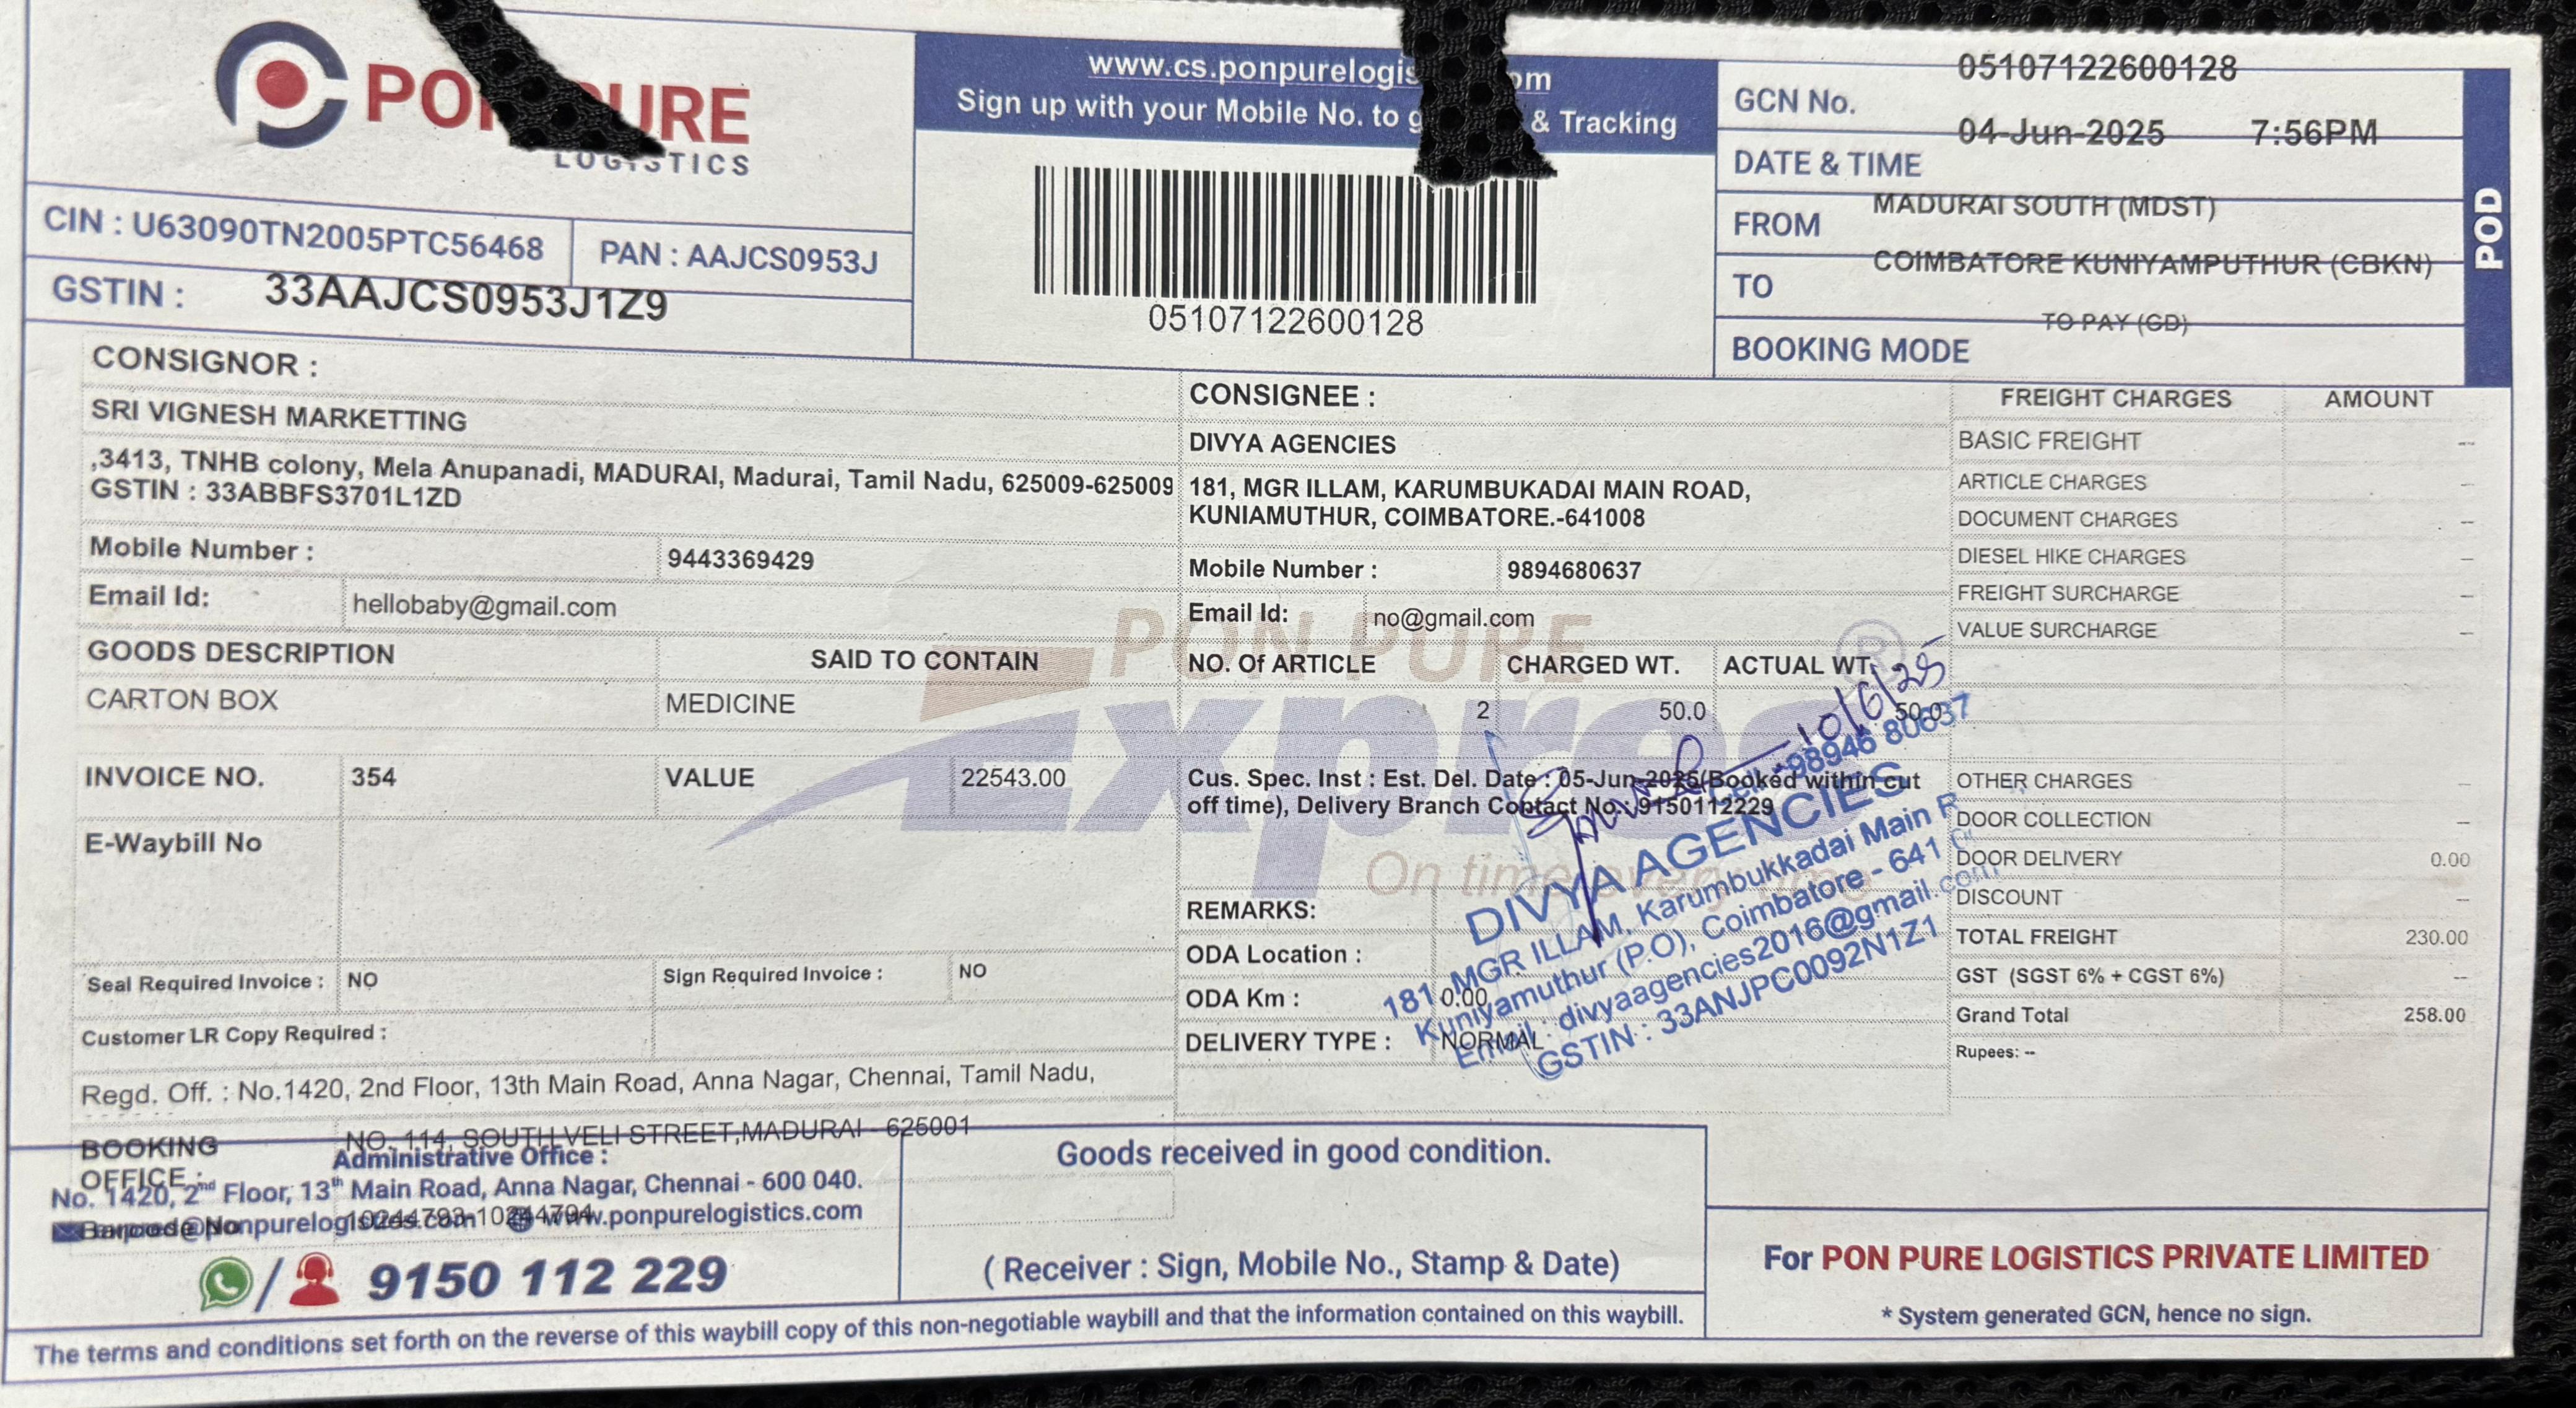 PON PURE
LOGISTICS
CIN : U63090TN2005PTC56468
PAN : AAJCS0953J
GSTIN : 33AAJCS0953J1Z9
www.cs.ponpurelogis om
Sign up with your Mobile No. to g & Tracking
05107122600128
GCN No. 05107122600128
DATE & TIME 04-Jun-2025 7:56PM
FROM MADURAI SOUTH (MDST)
TO COIMBATORE KUNIYAMPUTHUR (CBKN)
BOOKING MODE TO PAY (GD)
POD
CONSIGNOR :
SRI VIGNESH MARKETTING
,3413, TNHB colony, Mela Anupanadi, MADURAI, Madurai, Tamil Nadu, 625009-625009
GSTIN : 33ABBFS3701L1ZD
Mobile Number : 9443369429
Email Id: hellobaby@gmail.com
GOODS DESCRIPTION SAID TO CONTAIN
CARTON BOX MEDICINE
INVOICE NO. 354 VALUE 22543.00
E-Waybill No
Seal Required Invoice : NO Sign Required Invoice : NO
Customer LR Copy Required :
Regd. Off. : No.1420, 2nd Floor, 13th Main Road, Anna Nagar, Chennai, Tamil Nadu,
CONSIGNEE :
DIVYA AGENCIES
181, MGR ILLAM, KARUMBUKADAI MAIN ROAD,
KUNIAMUTHUR, COIMBATORE.-641008
Mobile Number : 9894680637
Email Id: no@gmail.com
NO. Of ARTICLE CHARGED WT. ACTUAL WT.
2 50.0 50.0
Cus. Spec. Inst : Est. Del. Date : 05-Jun-2025(Booked within cut
off time), Delivery Branch Contact No. :9150112229
REMARKS:
ODA Location :
ODA Km : 0.00
DELIVERY TYPE : NORMAL
PON PURE
Express
On time every time
®
10/6/25
Cell : 98946 80637
DIVYA AGENCIES
181 MGR ILLAM, Karumbukkadai Main R
Kuniyamuthur (P.O), Coimbatore - 641
Email : divyaagencies2016@gmail.com
GSTIN : 33ANJPC0092N1Z1
FREIGHT CHARGES AMOUNT
BASIC FREIGHT --
ARTICLE CHARGES --
DOCUMENT CHARGES --
DIESEL HIKE CHARGES --
FREIGHT SURCHARGE --
VALUE SURCHARGE --
OTHER CHARGES --
DOOR COLLECTION --
DOOR DELIVERY 0.00
DISCOUNT --
TOTAL FREIGHT 230.00
GST (SGST 6% + CGST 6%) --
Grand Total 258.00
Rupees: --
BOOKING OFFICE : NO. 114, SOUTH VELI STREET,MADURAI - 625001
Administrative Office :
No. 1420, 2nd Floor, 13th Main Road, Anna Nagar, Chennai - 600 040.
Barcode No 10244793-10244794
www.ponpurelogistics.com
/ 9150 112 229
Goods received in good condition.
( Receiver : Sign, Mobile No., Stamp & Date)
For PON PURE LOGISTICS PRIVATE LIMITED
* System generated GCN, hence no sign.
The terms and conditions set forth on the reverse of this waybill copy of this non-negotiable waybill and that the information contained on this waybill.